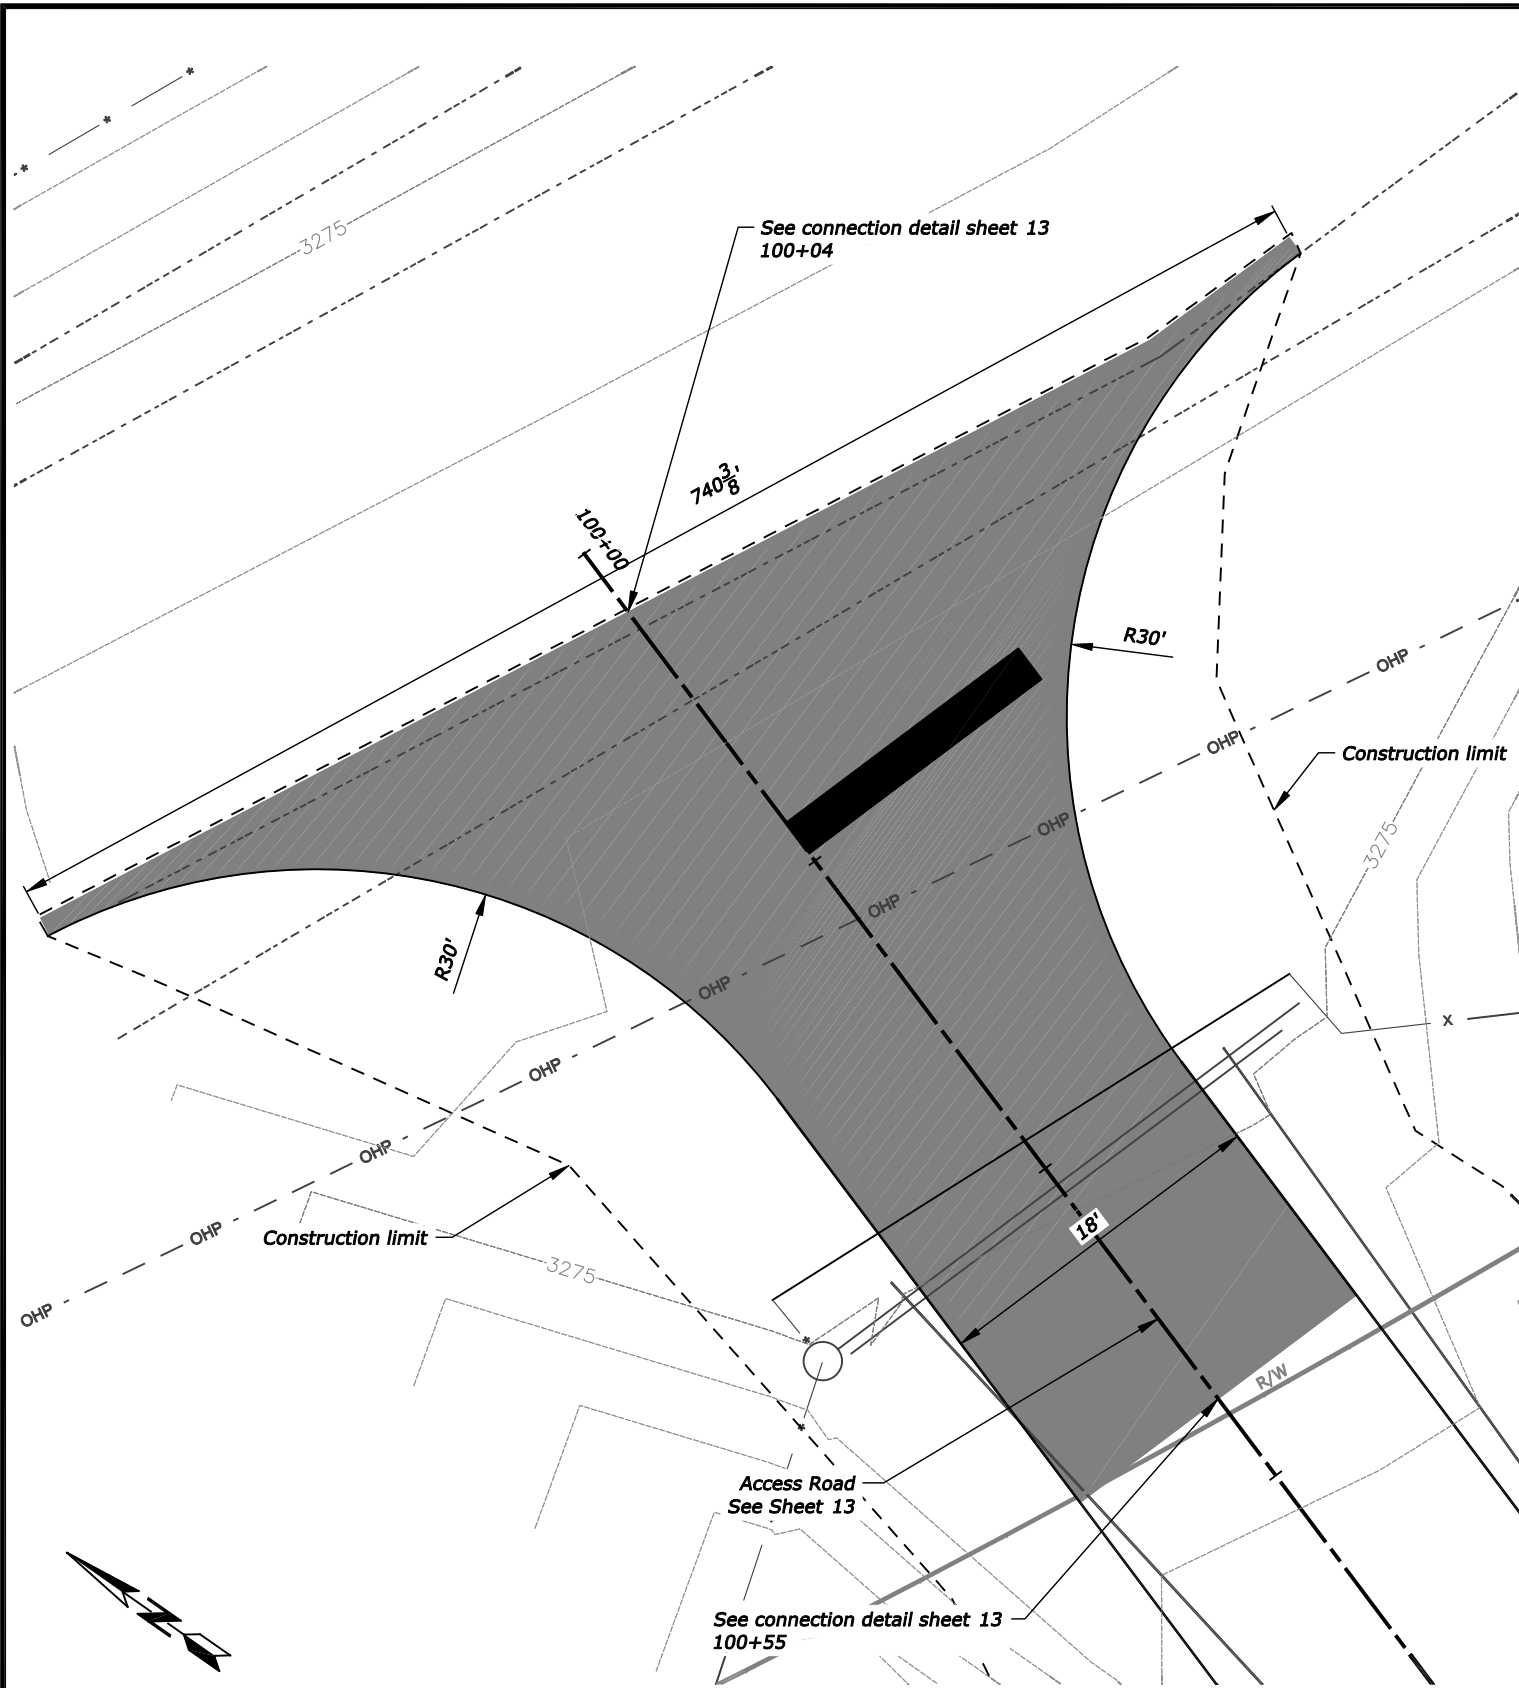 3275
See connection detail sheet 13
100+04
740 3/8'
100+00
R30'
OHP
OHP
Construction limit
OHP
3275
OHP
R30'
OHP
x
OHP
OHP
18'
OHP
Construction limit
3275
OHP
R/W
Access Road
See Sheet 13
N
See connection detail sheet 13
100+55